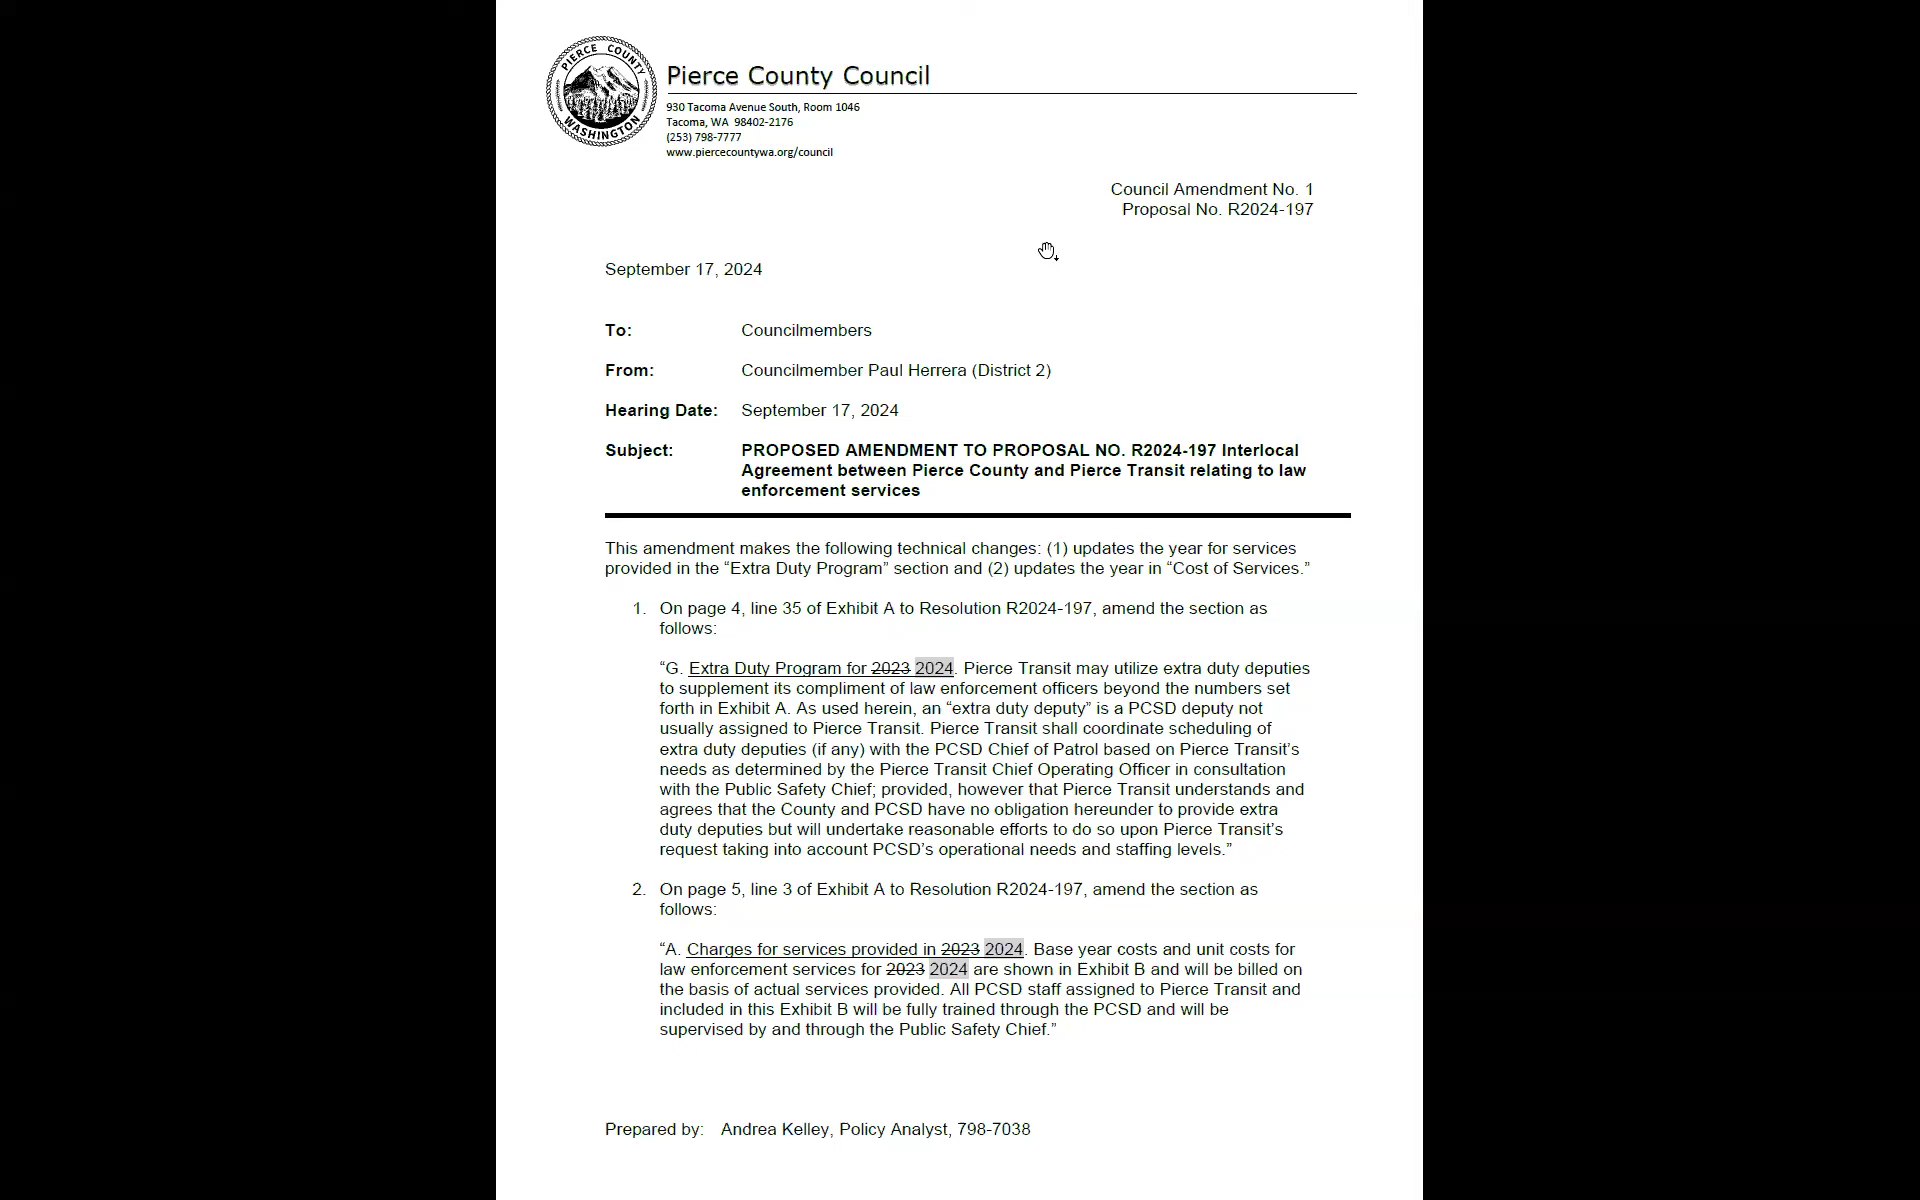 PIERCE COUNTY
WASHINGTON
Pierce County Council
930 Tacoma Avenue South, Room 1046
Tacoma, WA 98402-2176
(253) 798-7777
www.piercecountywa.org/council
Council Amendment No. 1
Proposal No. R2024-197
September 17, 2024
To: Councilmembers
From: Councilmember Paul Herrera (District 2)
Hearing Date: September 17, 2024
Subject: PROPOSED AMENDMENT TO PROPOSAL NO. R2024-197 Interlocal
Agreement between Pierce County and Pierce Transit relating to law
enforcement services
This amendment makes the following technical changes: (1) updates the year for services
provided in the “Extra Duty Program” section and (2) updates the year in “Cost of Services.”
1. On page 4, line 35 of Exhibit A to Resolution R2024-197, amend the section as
follows:
“G. Extra Duty Program for 2023 2024. Pierce Transit may utilize extra duty deputies
to supplement its compliment of law enforcement officers beyond the numbers set
forth in Exhibit A. As used herein, an “extra duty deputy” is a PCSD deputy not
usually assigned to Pierce Transit. Pierce Transit shall coordinate scheduling of
extra duty deputies (if any) with the PCSD Chief of Patrol based on Pierce Transit’s
needs as determined by the Pierce Transit Chief Operating Officer in consultation
with the Public Safety Chief; provided, however that Pierce Transit understands and
agrees that the County and PCSD have no obligation hereunder to provide extra
duty deputies but will undertake reasonable efforts to do so upon Pierce Transit’s
request taking into account PCSD’s operational needs and staffing levels.”
2. On page 5, line 3 of Exhibit A to Resolution R2024-197, amend the section as
follows:
“A. Charges for services provided in 2023 2024. Base year costs and unit costs for
law enforcement services for 2023 2024 are shown in Exhibit B and will be billed on
the basis of actual services provided. All PCSD staff assigned to Pierce Transit and
included in this Exhibit B will be fully trained through the PCSD and will be
supervised by and through the Public Safety Chief.”
Prepared by: Andrea Kelley, Policy Analyst, 798-7038